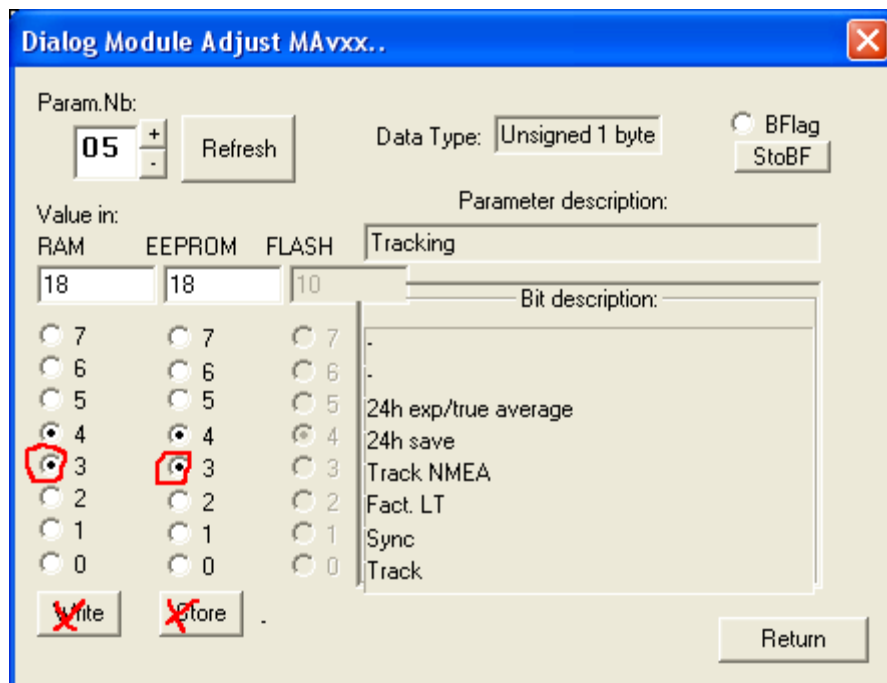 Dialog Module Adjust MAvxx..
Param.Nb:
05
+
-
Refresh
Data Type: Unsigned 1 byte
BFlag
StoBF
Value in:
Parameter description:
RAM EEPROM FLASH
Tracking
18 18 10
Bit description:
7 7 7 -
6 6 6 -
5 5 5 24h exp/true average
4 4 4 24h save
3 3 3 Track NMEA
2 2 2 Fact. LT
1 1 1 Sync
0 0 0 Track
Write Store .
Return